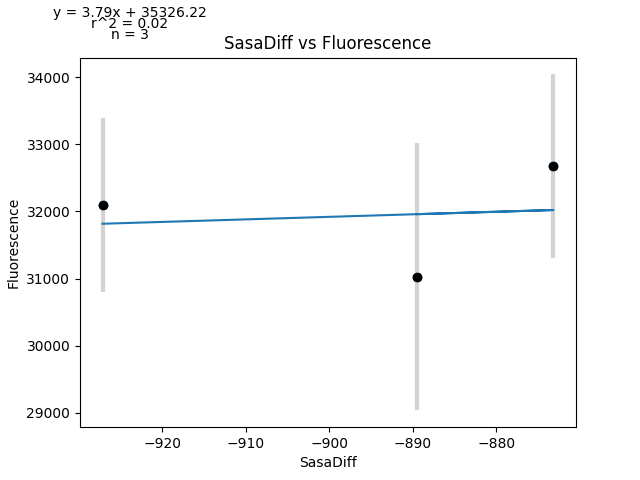 y = 3.79x + 35326.22
r^2 = 0.02
n = 3
SasaDiff vs Fluorescence
34000
33000
32000
31000
30000
29000
Fluorescence
−920
−910
−900
−890
−880
SasaDiff